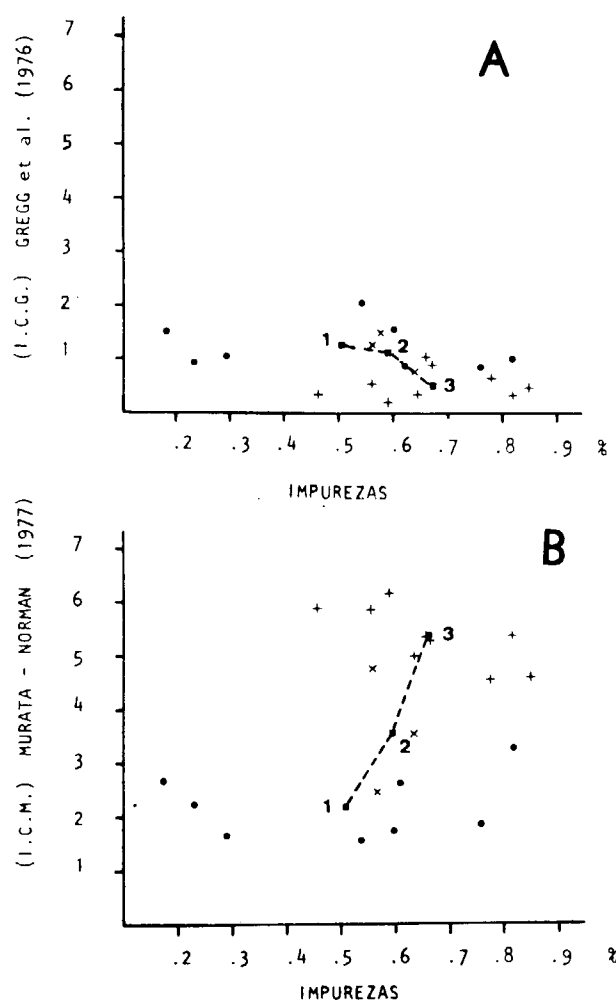 A
(I.C.G.) GREGG et al. (1976)
7
6
5
4
3
2
1
1
2
3
.2 .3 .4 .5 .6 .7 .8 .9 %
IMPUREZAS
B
(I.C.M.) MURATA - NORMAN (1977)
7
6
5
4
3
2
1
3
2
1
.2 .3 .4 .5 .6 .7 .8 .9 %
IMPUREZAS